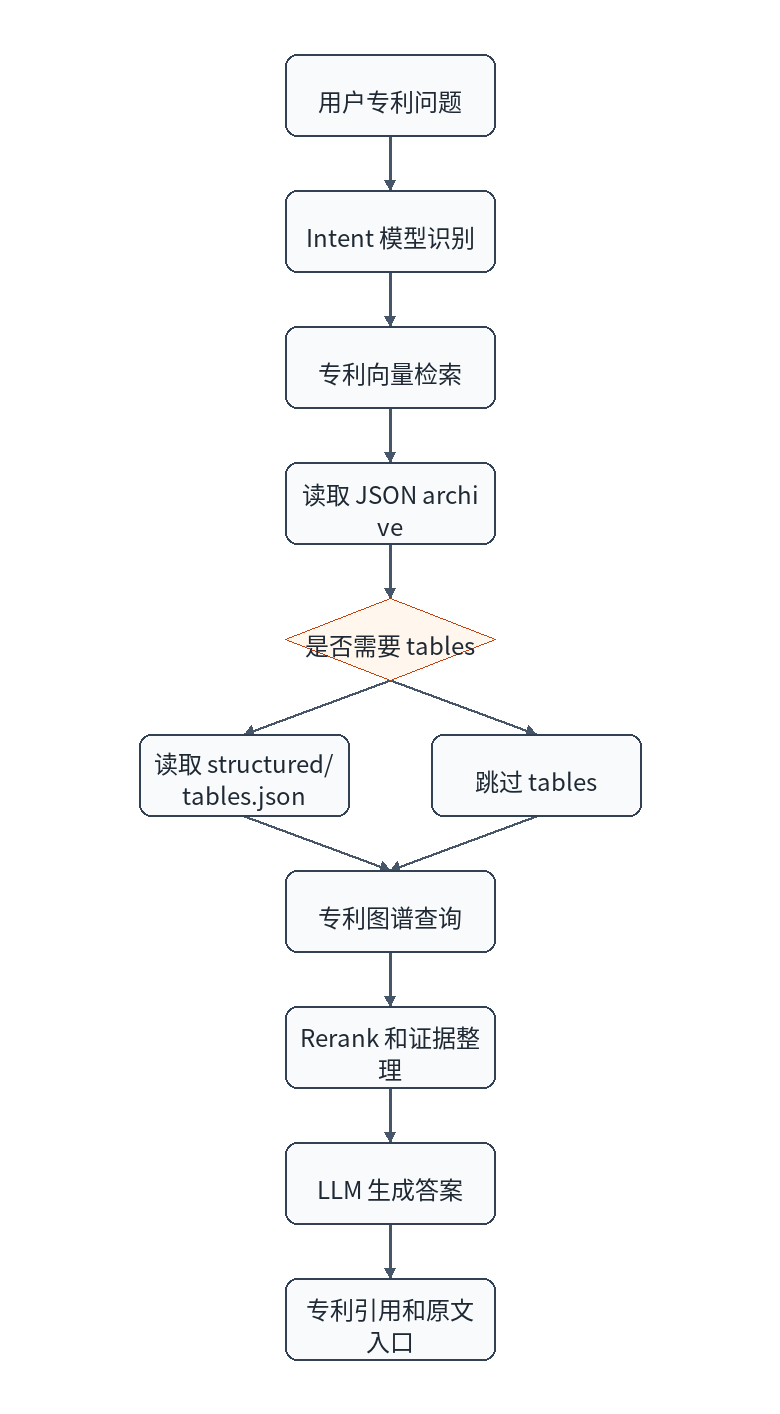 用户专利问题
Intent 模型识别
专利向量检索
读取 JSON archi
ve
是否需要 tables
读取 structured/
tables.json
跳过 tables
专利图谱查询
Rerank 和证据整
理
LLM 生成答案
专利引用和原文
入口